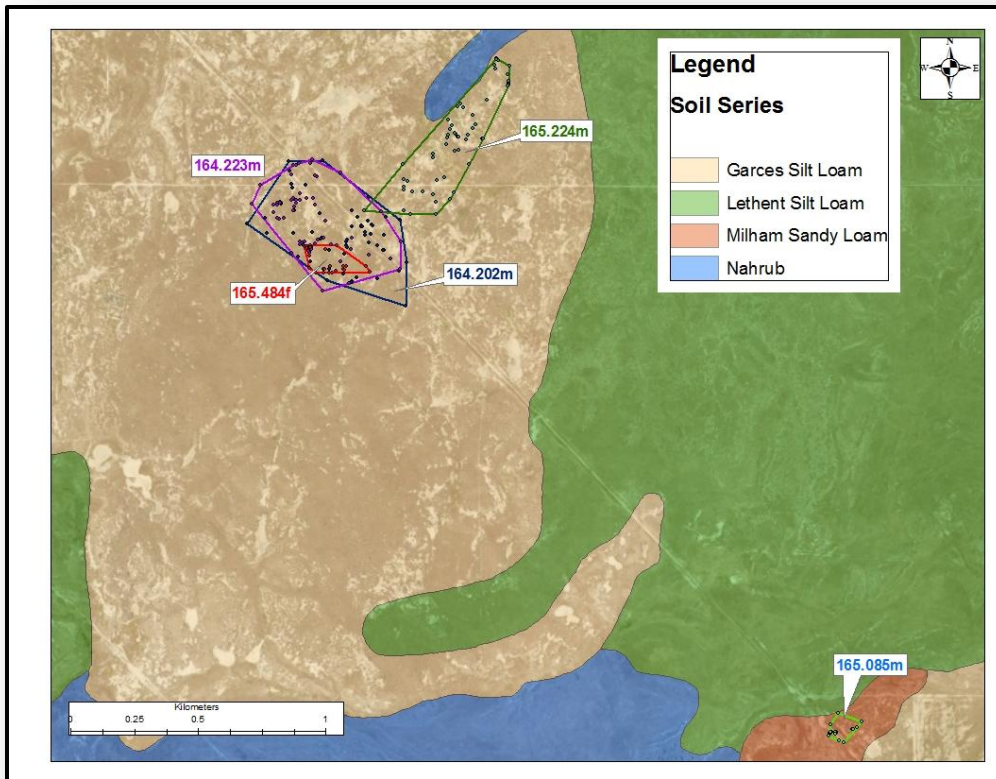 Legend
Soil Series
Garces Silt Loam
Lethent Silt Loam
Milham Sandy Loam
Nahrub
N
W E
S
165.224m
164.223m
164.202m
165.484f
165.085m
Kilometers
0 0.25 0.5 1